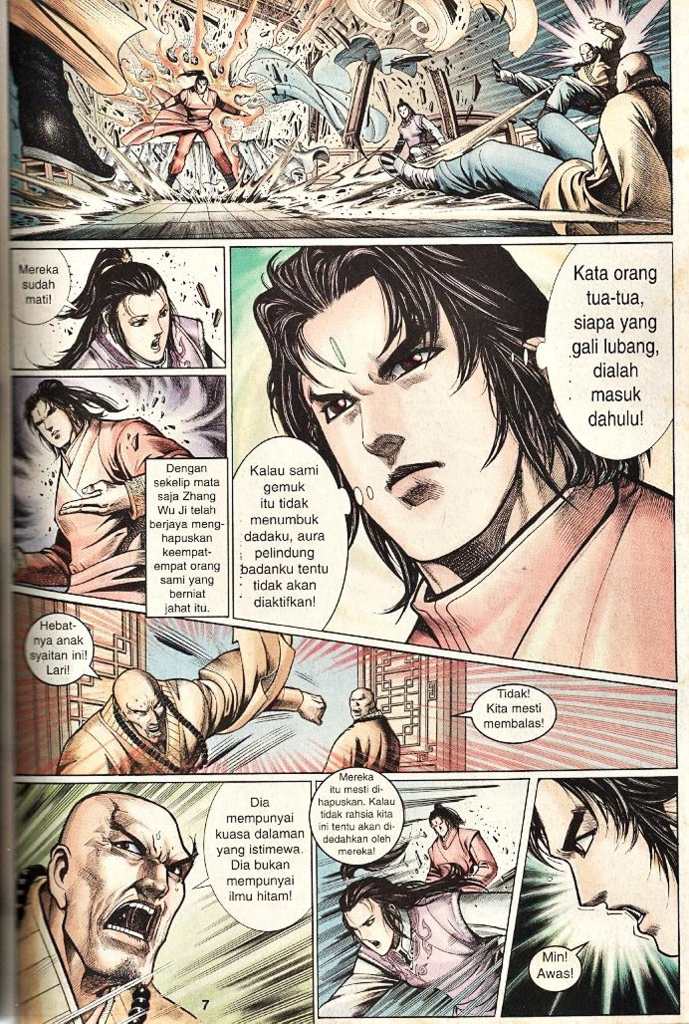 Mereka
sudah
mati!
Kata orang
tua-tua,
siapa yang
gali lubang,
dialah
masuk
dahulu!
Dengan
sekelip mata
saja Zhang
Wu Ji telah
berjaya meng-
hapuskan
keempat-
empat orang
sami yang
berniat
jahat itu.
Kalau sami
gemuk
itu tidak
menumbuk
dadaku, aura
pelindung
badanku tentu
tidak akan
diaktifkan!
Hebat-
nya anak
syaitan ini!
Lari!
Tidak!
Kita mesti
membalas!
Dia
mempunyai
kuasa dalaman
yang istimewa.
Dia bukan
mempunyai
ilmu hitam!
Mereka
itu mesti di-
hapuskan. Kalau
tidak rahsia kita
ini tentu akan di-
dedahkan oleh
mereka!
Min!
Awas!
7